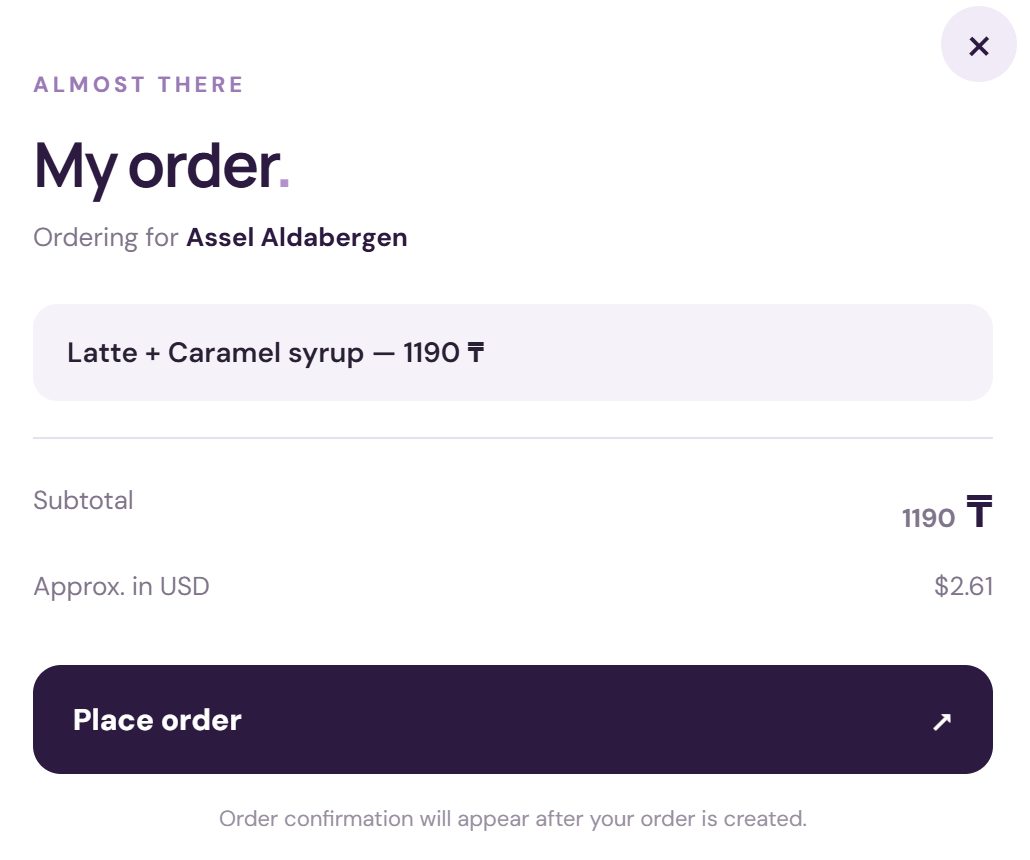 ×
ALMOST THERE
My order.
Ordering for Assel Aldabergen
Latte + Caramel syrup — 1190 ₸
Subtotal 1190 ₸
Approx. in USD $2.61
Place order ↗
Order confirmation will appear after your order is created.